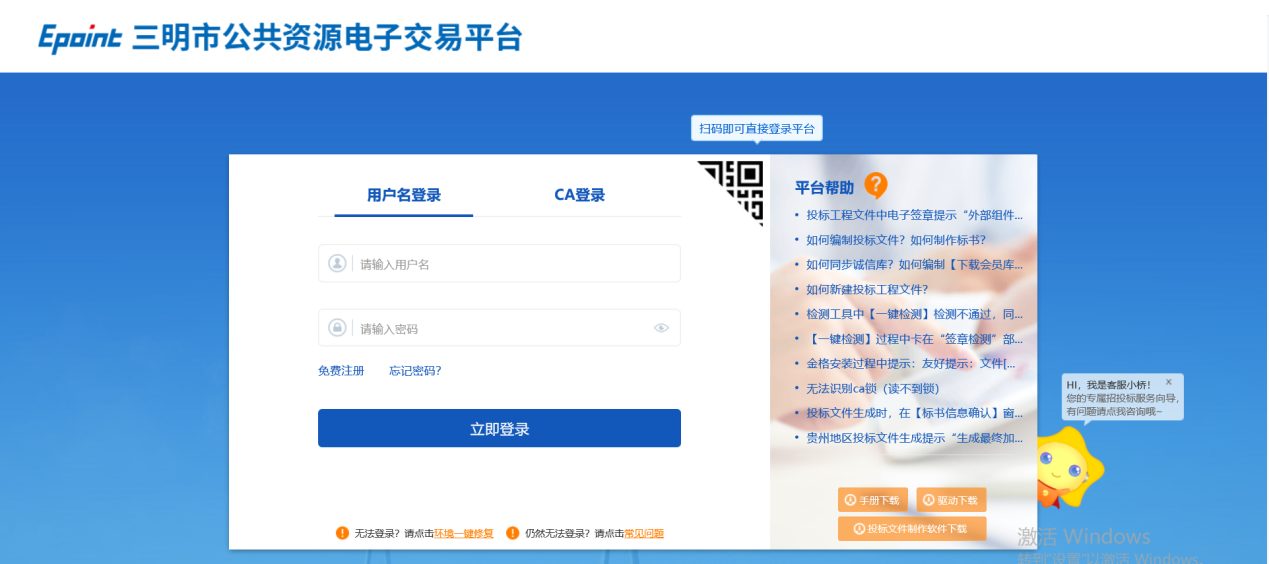 Epoint 三明市公共资源电子交易平台
扫码即可直接登录平台
用户名登录
CA登录
请输入用户名
请输入密码
免费注册
忘记密码?
立即登录
无法登录？请点击环境一键修复
仍然无法登录？请点击常见问题
平台帮助
• 投标工程文件中电子签章提示“外部组件...
• 如何编制投标文件？如何制作标书?
• 如何同步诚信库？如何编制【下载会员库...
• 如何新建投标工程文件?
• 检测工具中【一键检测】检测不通过，同...
• 【一键检测】过程中卡在“签章检测”部...
• 金格安装过程中提示：友好提示：文件[...
• 无法识别ca锁（读不到锁）
• 投标文件生成时，在【标书信息确认】窗...
• 贵州地区投标文件生成提示“生成最终加...
手册下载
驱动下载
投标文件制作软件下载
HI，我是客服小桥！
您的专属招投标服务向导，
有问题请点我咨询哦~
激活 Windows
转到"设置"以激活 Windows。